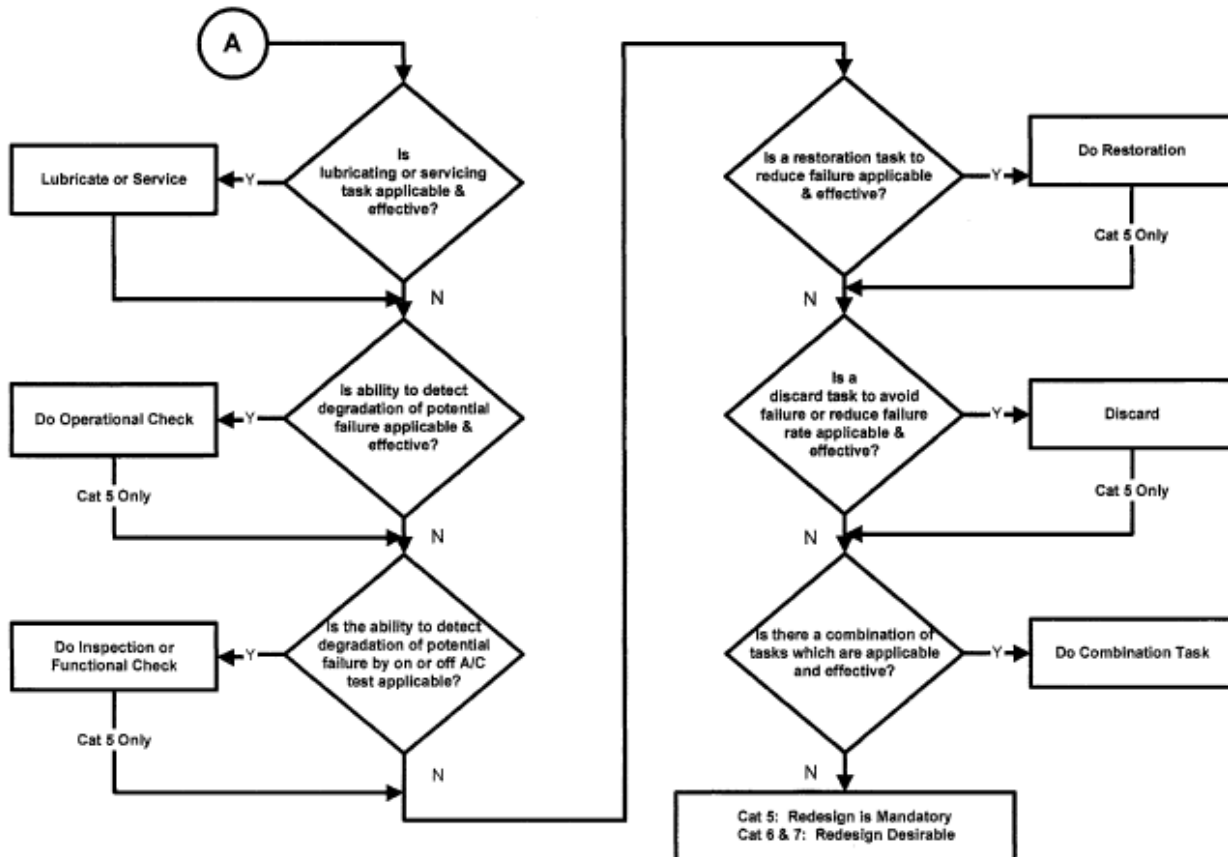 A
Is
lubricating or servicing
task applicable &
effective?
Y
Lubricate or Service
N
Is ability to detect
degradation of potential
failure applicable &
effective?
Y
Do Operational Check
Cat 5 Only
N
Is the ability to detect
degradation of potential
failure by on or off A/C
test applicable?
Y
Do Inspection or
Functional Check
Cat 5 Only
N
Is a restoration task to
reduce failure applicable
& effective?
Y
Do Restoration
Cat 5 Only
N
Is a
discard task to avoid
failure or reduce failure
rate applicable &
effective?
Y
Discard
Cat 5 Only
N
Is there a combination of
tasks which are applicable
and effective?
Y
Do Combination Task
N
Cat 5: Redesign is Mandatory
Cat 6 & 7: Redesign Desirable